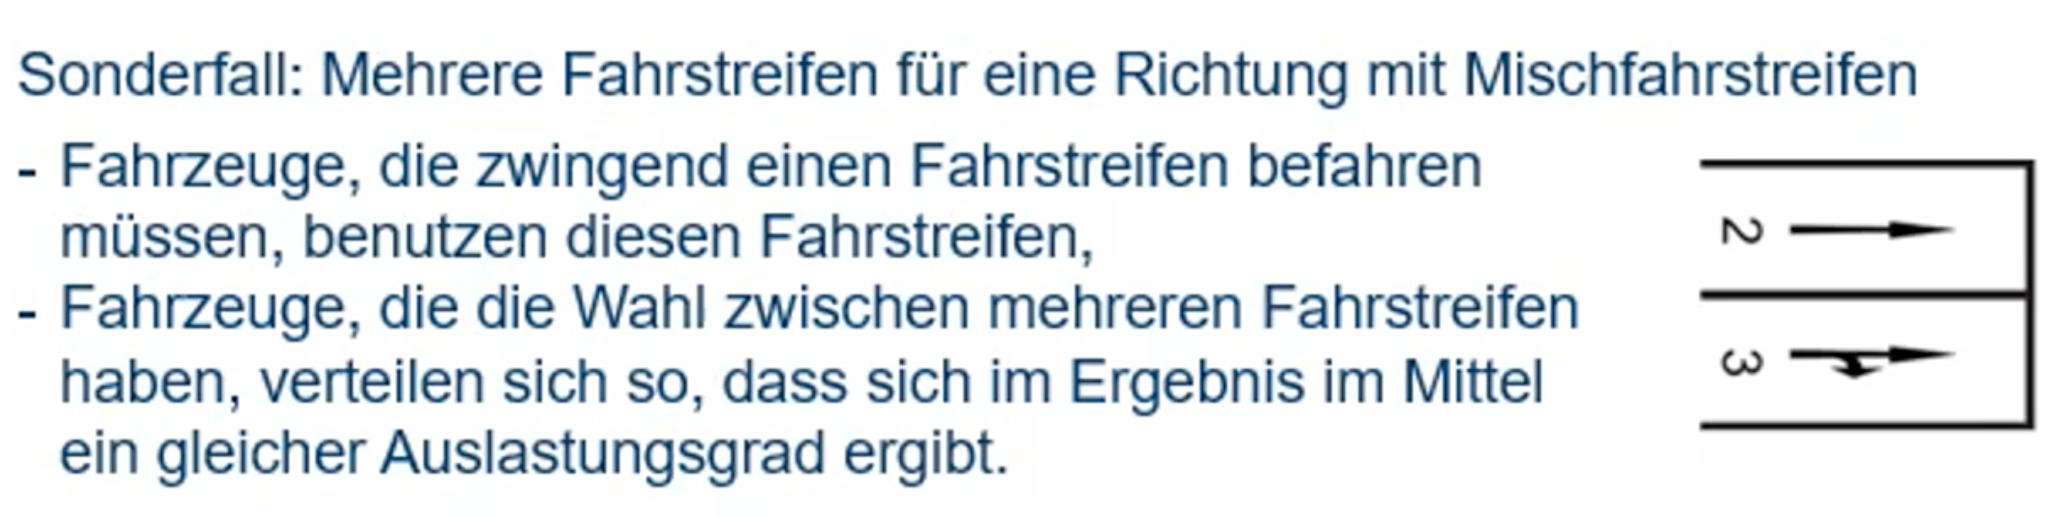 Sonderfall: Mehrere Fahrstreifen für eine Richtung mit Mischfahrstreifen
- Fahrzeuge, die zwingend einen Fahrstreifen befahren
müssen, benutzen diesen Fahrstreifen,
- Fahrzeuge, die die Wahl zwischen mehreren Fahrstreifen
haben, verteilen sich so, dass sich im Ergebnis im Mittel
ein gleicher Auslastungsgrad ergibt.
2
3